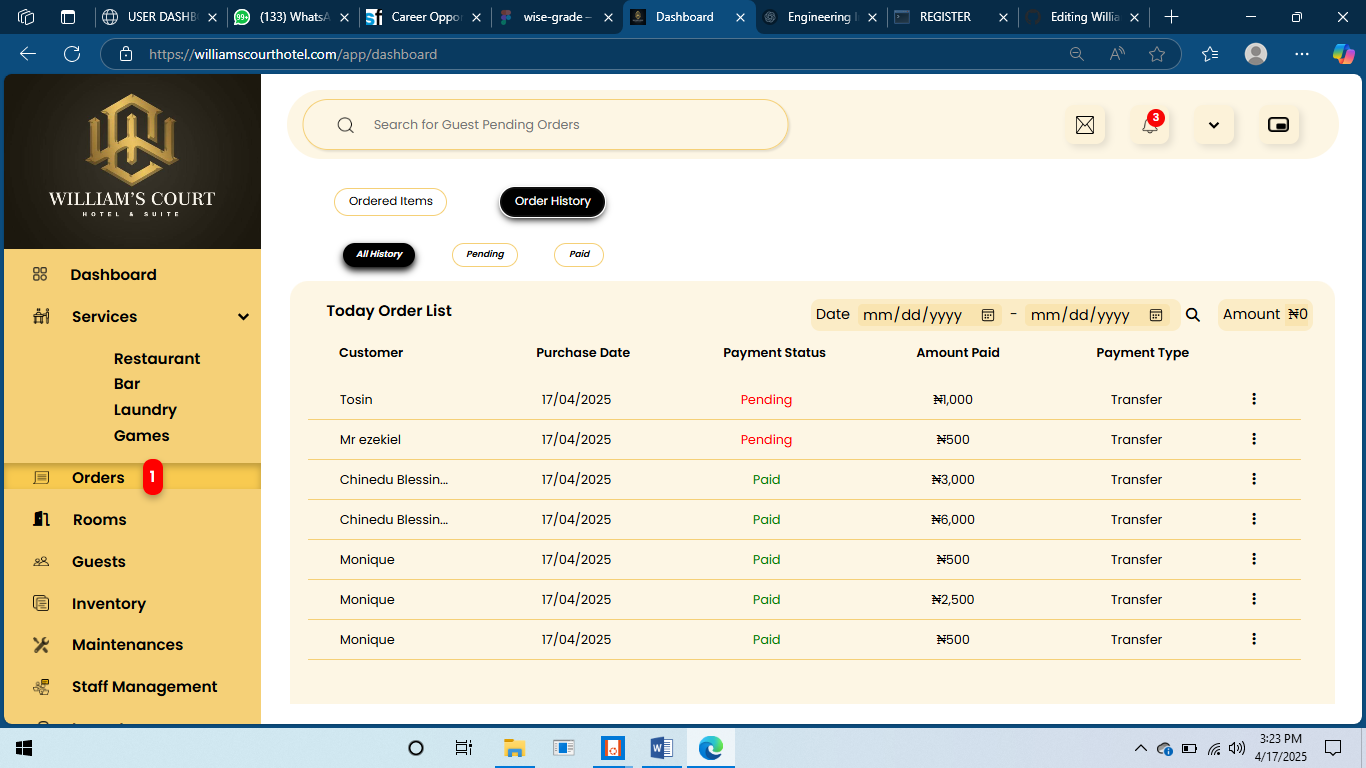 USER DASHB
(133) WhatsA
Career Oppo
wise-grade –
Dashboard
Engineering I
REGISTER
Editing Willia
https://williamscourthotel.com/app/dashboard
WILLIAM'S COURT
HOTEL & SUITE
Search for Guest Pending Orders
3
Ordered Items
Order History
All History
Pending
Paid
Dashboard
Services
Restaurant
Bar
Laundry
Games
Orders 1
Rooms
Guests
Inventory
Maintenances
Staff Management
Today Order List
Date mm/dd/yyyy - mm/dd/yyyy
Amount ₦0
Customer Purchase Date Payment Status Amount Paid Payment Type
Tosin 17/04/2025 Pending ₦1,000 Transfer
Mr ezekiel 17/04/2025 Pending ₦500 Transfer
Chinedu Blessin... 17/04/2025 Paid ₦3,000 Transfer
Chinedu Blessin... 17/04/2025 Paid ₦6,000 Transfer
Monique 17/04/2025 Paid ₦500 Transfer
Monique 17/04/2025 Paid ₦2,500 Transfer
Monique 17/04/2025 Paid ₦500 Transfer
3:23 PM
4/17/2025